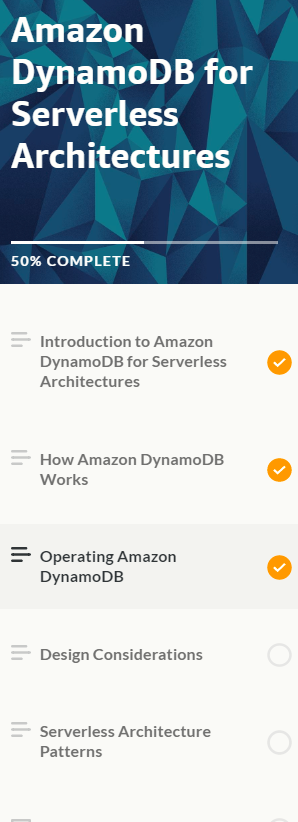 Amazon
DynamoDB for
Serverless
Architectures
50% COMPLETE
Introduction to Amazon
DynamoDB for Serverless
Architectures
How Amazon DynamoDB
Works
Operating Amazon
DynamoDB
Design Considerations
Serverless Architecture
Patterns